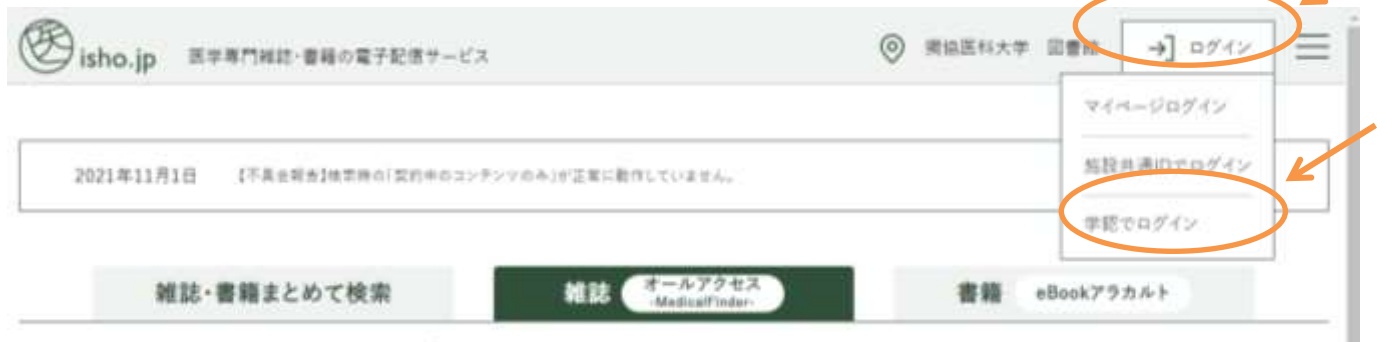 医 isho.jp 医学専門雑誌・書籍の電子配信サービス
獨協医科大学 図書館
ログイン
マイページログイン
施設共通IDでログイン
学認でログイン
2021年11月1日 【不具合報告】検索時の「契約中のコンテンツのみ」が正常に動作していません。
雑誌・書籍まとめて検索
雑誌 オールアクセス
-MedicalFinder-
書籍 eBookアラカルト